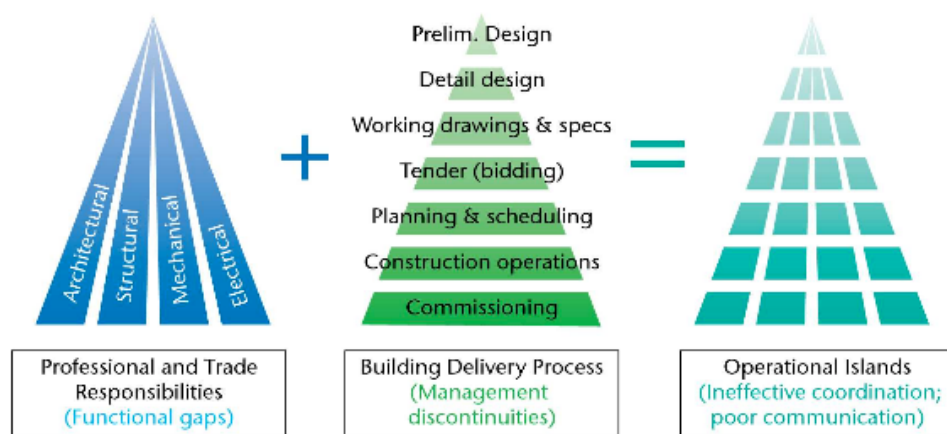 Architectural
Structural
Mechanical
Electrical
+
Prelim. Design
Detail design
Working drawings & specs
Tender (bidding)
Planning & scheduling
Construction operations
Commissioning
=
Professional and Trade
Responsibilities
(Functional gaps)
Building Delivery Process
(Management
discontinuities)
Operational Islands
(Ineffective coordination;
poor communication)